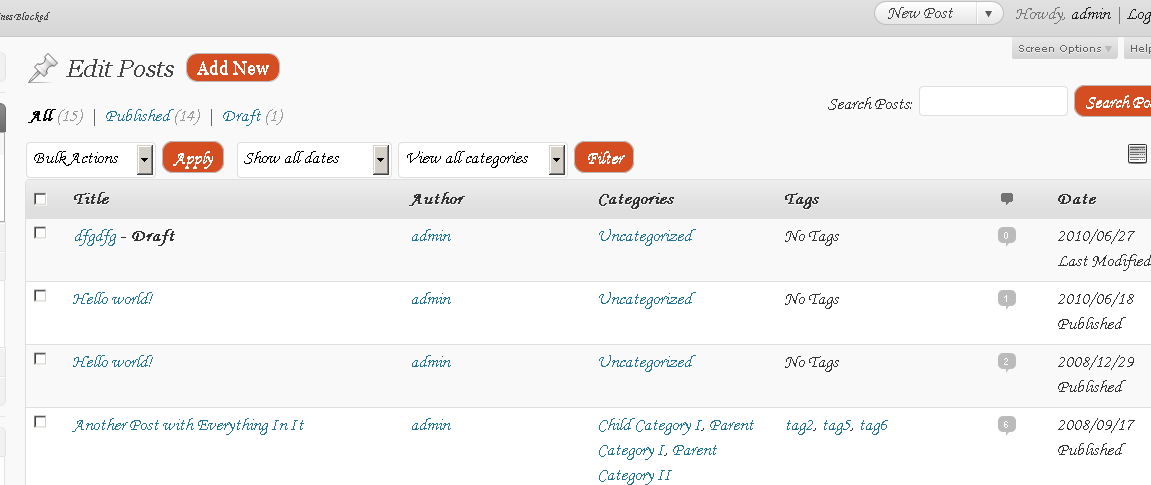 New Post Howdy, admin | Log
Screen Options Help
Edit Posts Add New
Search Posts: Search Po
All (15) | Published (14) | Draft (1)
Bulk Actions Apply Show all dates View all categories Filter
Title Author Categories Tags Date
dfgdfg - Draft admin Uncategorized No Tags 0 2010/06/27
Last Modified
Hello world! admin Uncategorized No Tags 1 2010/06/18
Published
Hello world! admin Uncategorized No Tags 2 2008/12/29
Published
Another Post with Everything In It admin Child Category I, Parent tag2, tag5, tag6 6 2008/09/17
Category I, Parent Published
Category II